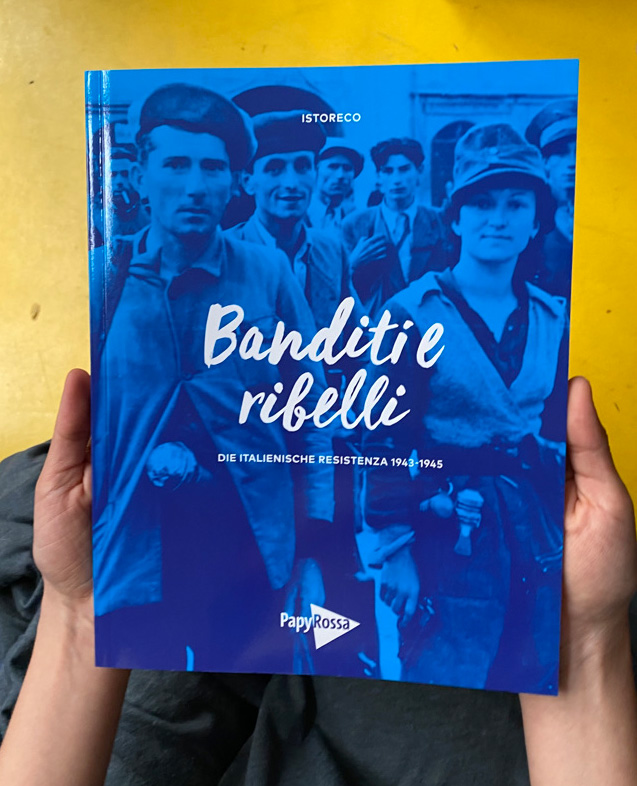 ISTORECO
Banditi e
ribelli
DIE ITALIENISCHE RESISTENZA 1943-1945
PapyRossa